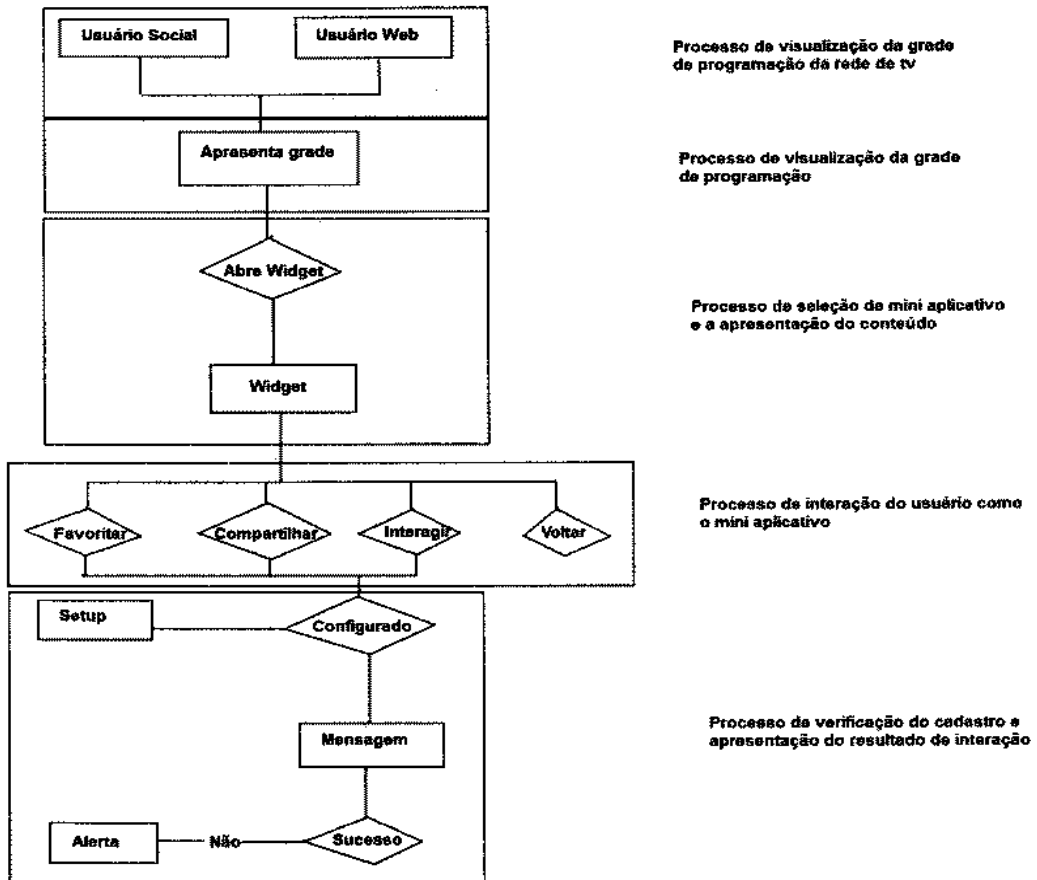 Usuário Social
Usuário Web
Processo de visualização da grade
de programação da rede de tv
Apresenta grade
Processo de visualização da grade
de programação
Abre Widget
Processo de seleção de mini aplicativo
e a apresentação do conteúdo
Widget
Processo de interação do usuário como
o mini aplicativo
Favoritar
Compartilhar
Interagir
Voltar
Setup
Configurado
Mensagem
Processo de verificação do cadastro e
apresentação do resultado de interação
Alerta
Não
Sucesso